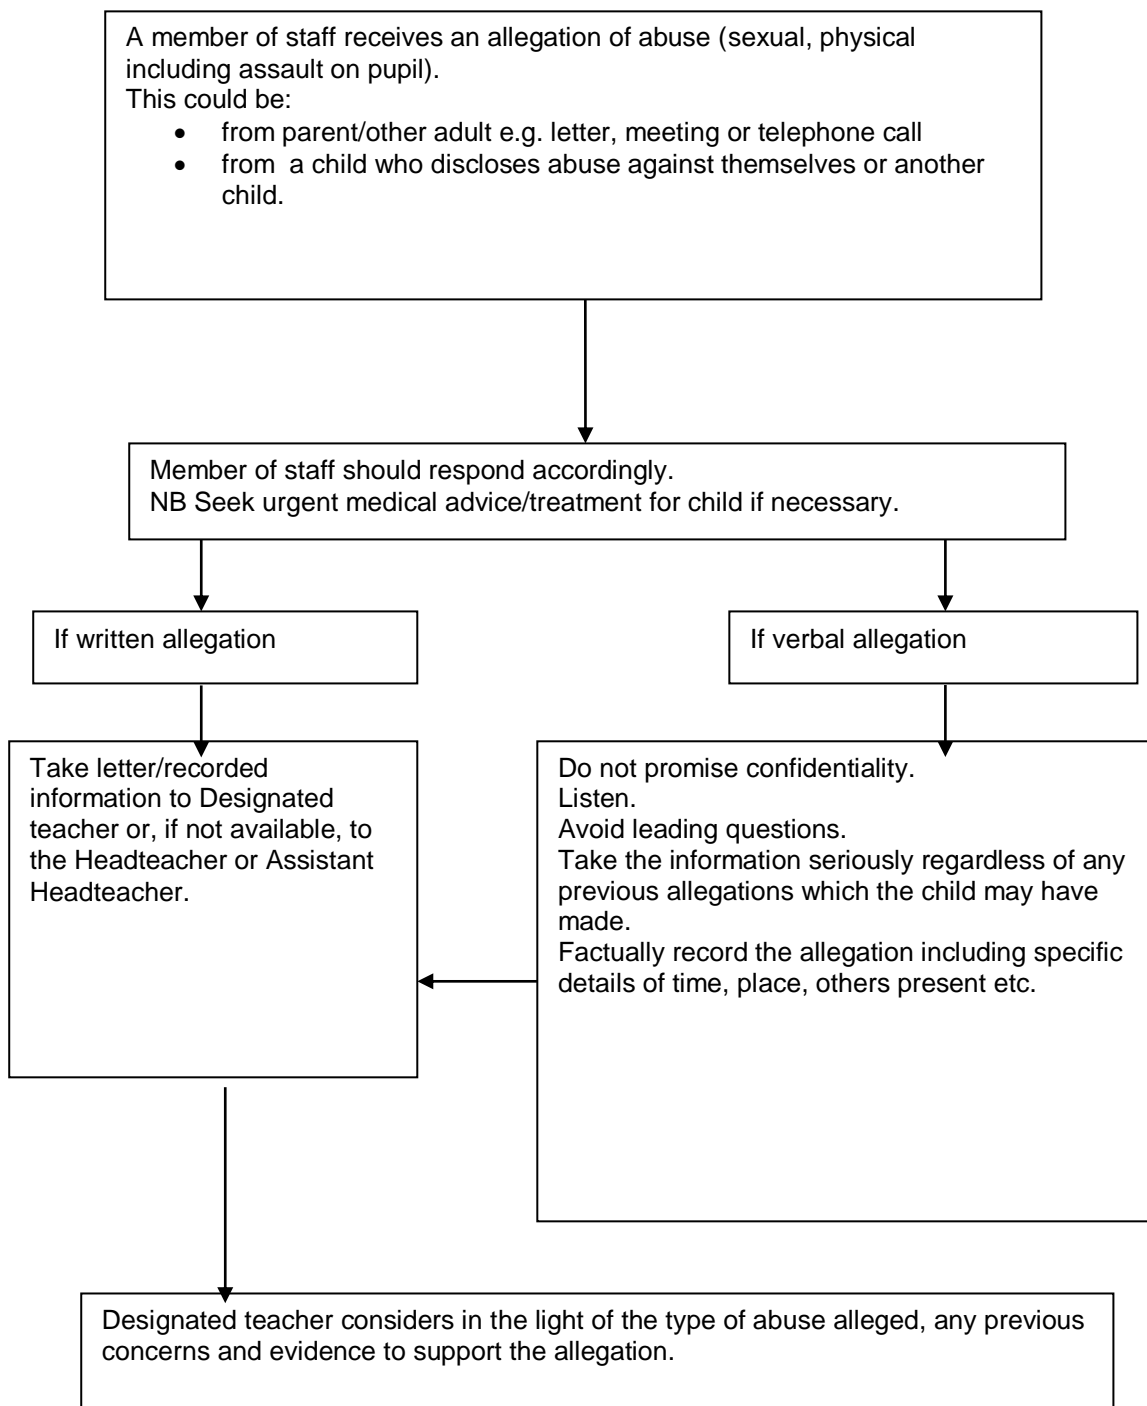 A member of staff receives an allegation of abuse (sexual, physical
including assault on pupil).
This could be:
• from parent/other adult e.g. letter, meeting or telephone call
• from a child who discloses abuse against themselves or another
child.
Member of staff should respond accordingly.
NB Seek urgent medical advice/treatment for child if necessary.
If written allegation
If verbal allegation
Take letter/recorded
information to Designated
teacher or, if not available, to
the Headteacher or Assistant
Headteacher.
Do not promise confidentiality.
Listen.
Avoid leading questions.
Take the information seriously regardless of any
previous allegations which the child may have
made.
Factually record the allegation including specific
details of time, place, others present etc.
Designated teacher considers in the light of the type of abuse alleged, any previous
concerns and evidence to support the allegation.